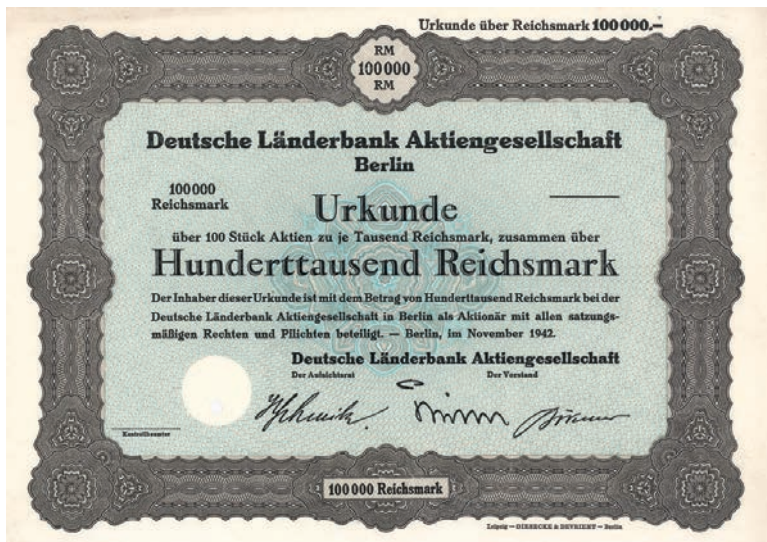 Urkunde über Reichsmark 100000.–
RM
100000
RM
Deutsche Länderbank Aktiengesellschaft
Berlin
100000
Reichsmark
Urkunde
über 100 Stück Aktien zu je Tausend Reichsmark, zusammen über
Hunderttausend Reichsmark
Der Inhaber dieser Urkunde ist mit dem Betrag von Hunderttausend Reichsmark bei der
Deutsche Länderbank Aktiengesellschaft in Berlin als Aktionär mit allen satzungs-
mäßigen Rechten und Pflichten beteiligt. — Berlin, im November 1942.
Deutsche Länderbank Aktiengesellschaft
Der Aufsichtsrat Der Vorstand
Kontrollbeamter
100000 Reichsmark
Leipzig — GIESECKE & DEVRIENT — Berlin